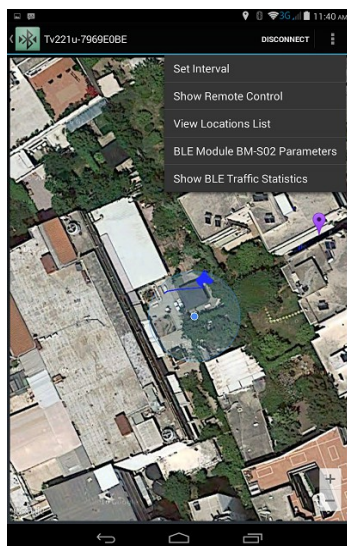 3G
11:40 AM
Tv221u-7969E0BE
DISCONNECT
Set Interval
Show Remote Control
View Locations List
BLE Module BM-S02 Parameters
Show BLE Traffic Statistics
+
-